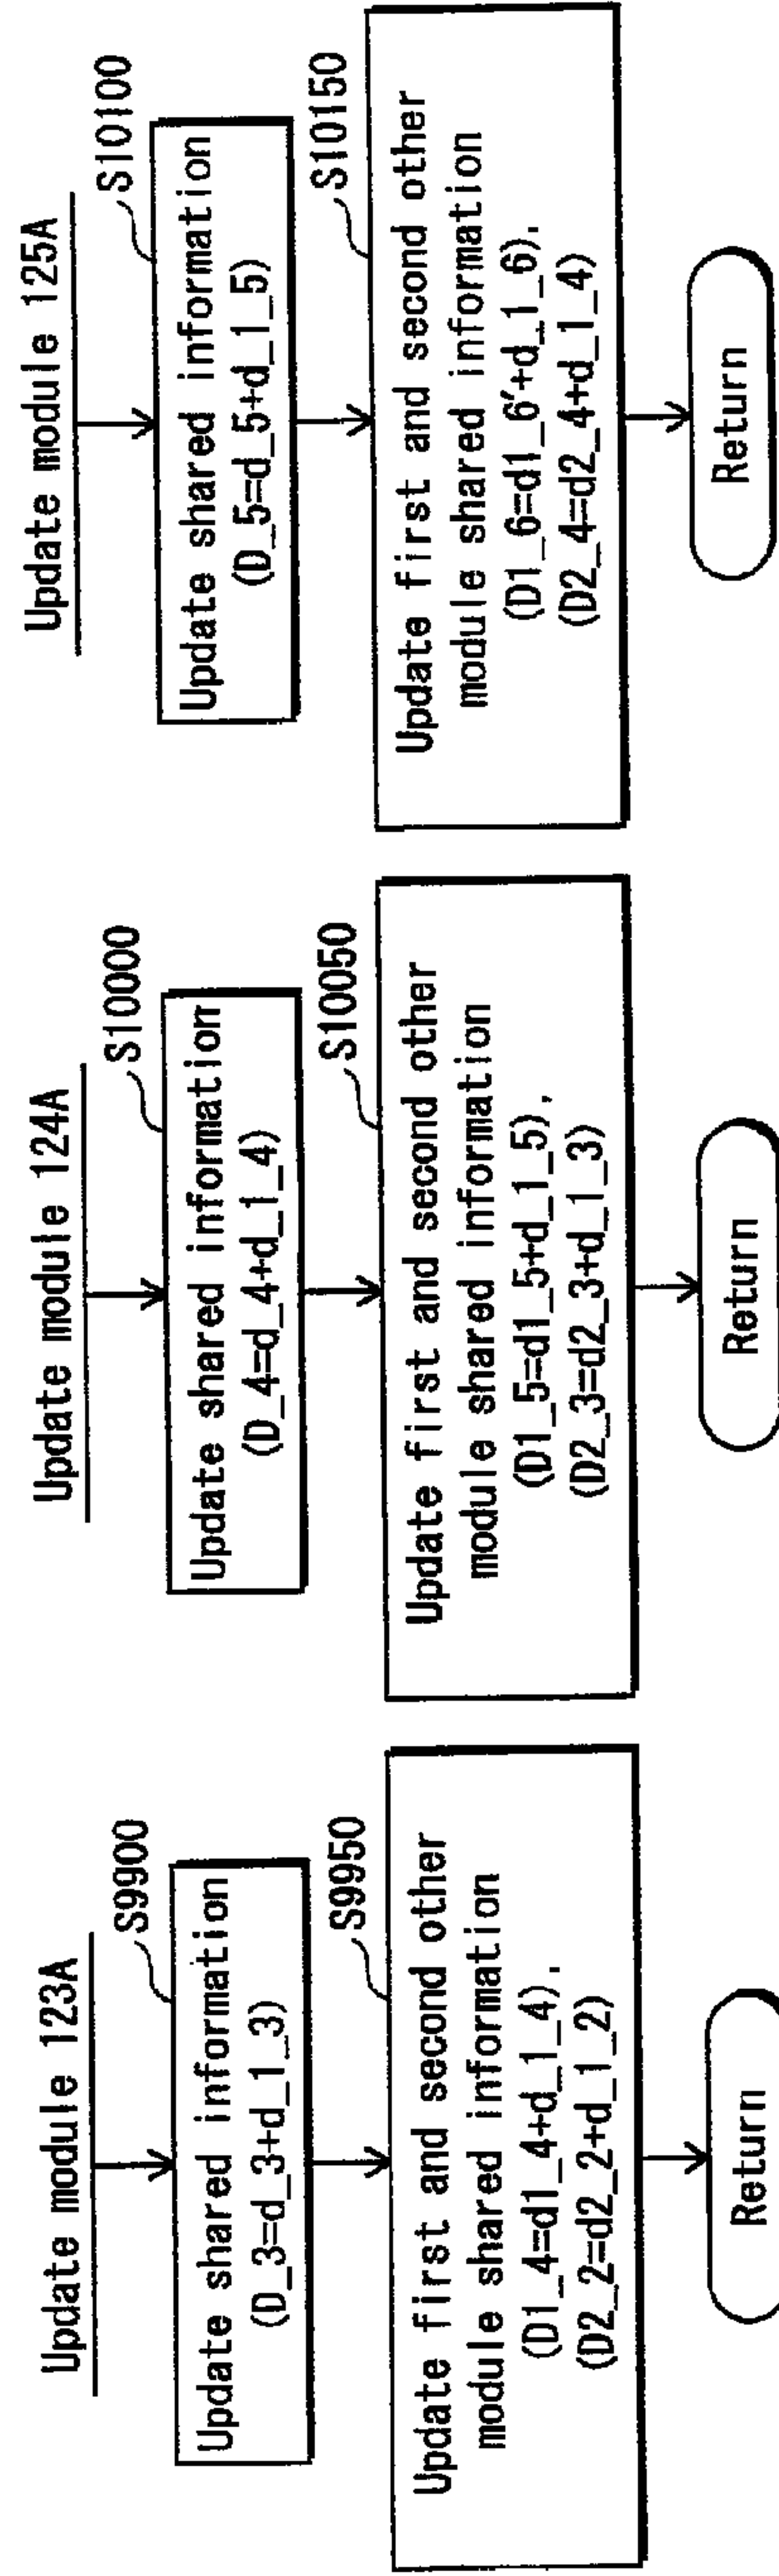 Update module 123A
S9900
Update shared information
(D_3=d_3+d_1_3)
S9950
Update first and second other
module shared information
(D1_4=d1_4+d_1_4),
(D2_2=d2_2+d_1_2)
Return
Update module 124A
S10000
Update shared information
(D_4=d_4+d_1_4)
S10050
Update first and second other
module shared information
(D1_5=d1_5+d_1_5),
(D2_3=d2_3+d_1_3)
Return
Update module 125A
S10100
Update shared information
(D_5=d_5+d_1_5)
S10150
Update first and second other
module shared information
(D1_6=d1_6'+d_1_6),
(D2_4=d2_4+d_1_4)
Return